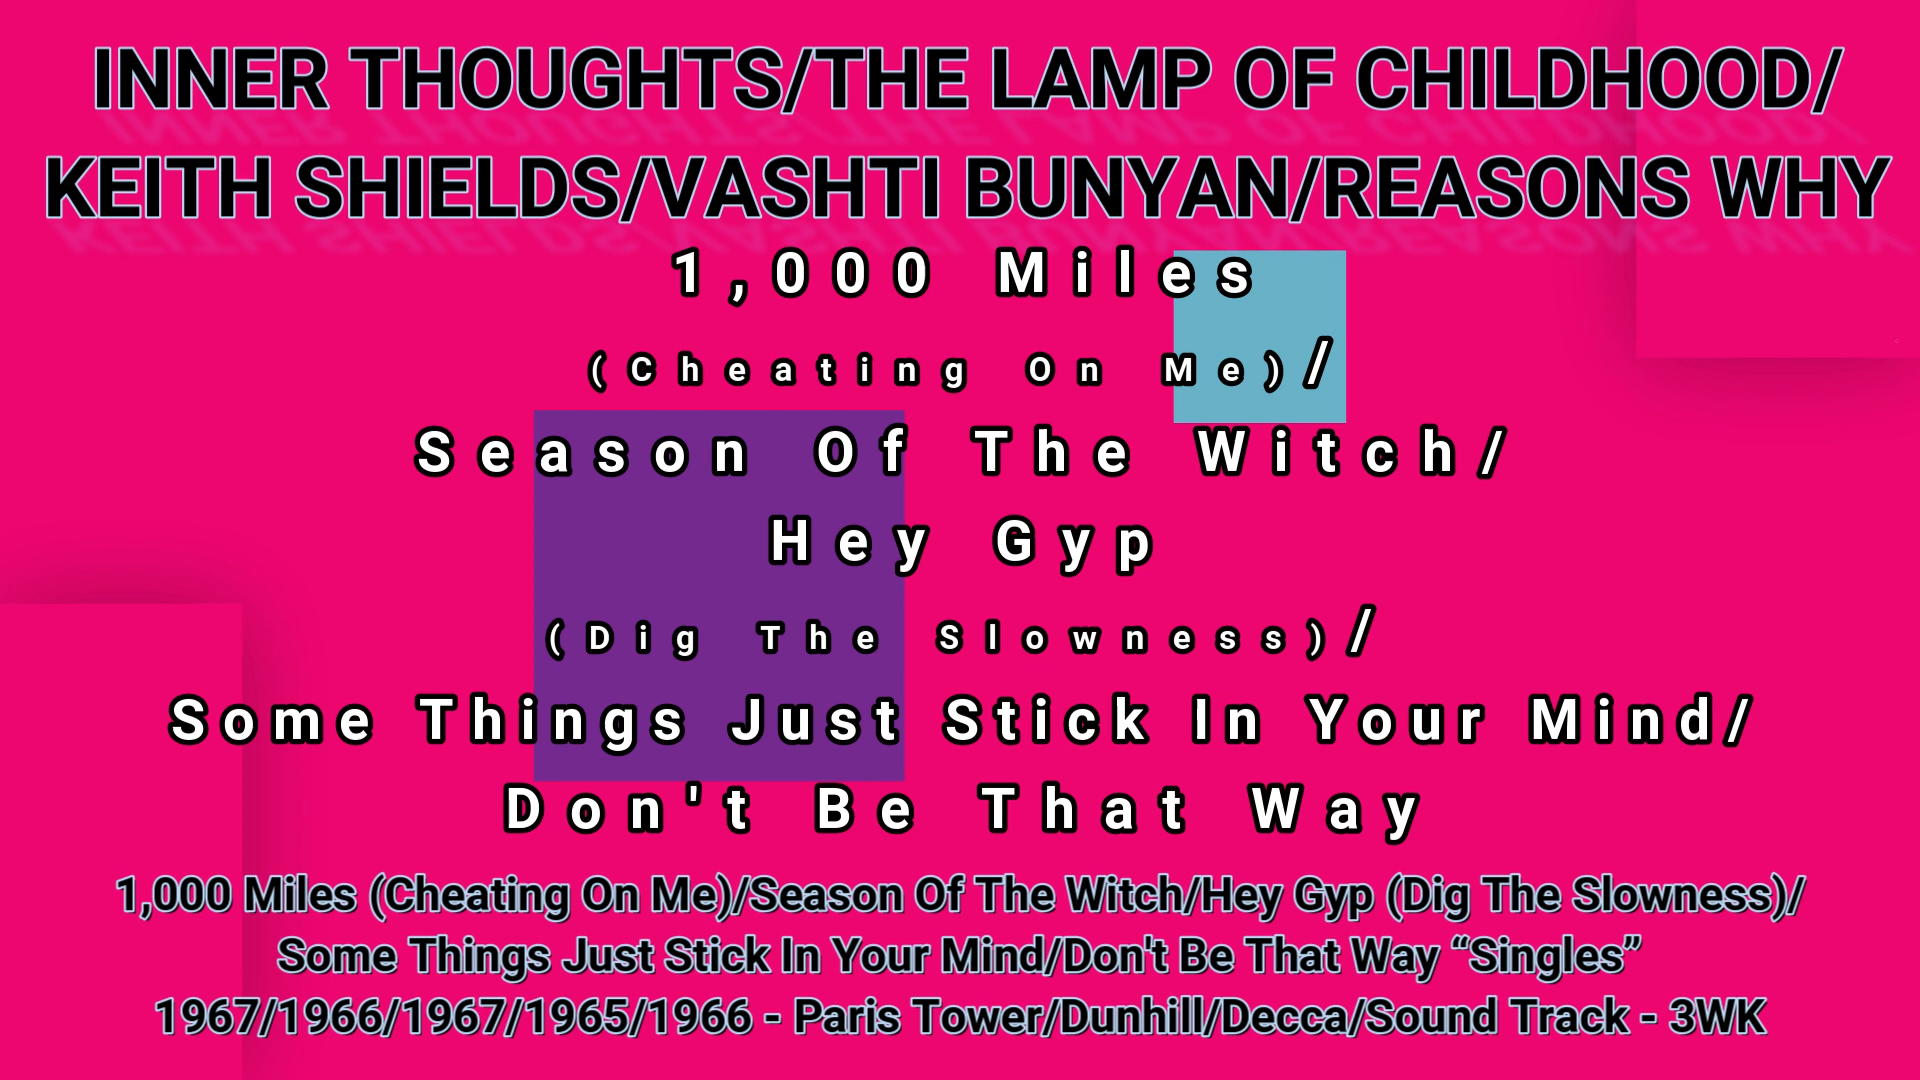 INNER THOUGHTS/THE LAMP OF CHILDHOOD/
KEITH SHIELDS/VASHTI BUNYAN/REASONS WHY
1,000 Miles
(Cheating On Me)/
Season Of The Witch/
Hey Gyp
(Dig The Slowness)/
Some Things Just Stick In Your Mind/
Don't Be That Way
1,000 Miles (Cheating On Me)/Season Of The Witch/Hey Gyp (Dig The Slowness)/
Some Things Just Stick In Your Mind/Don't Be That Way “Singles”
1967/1966/1967/1965/1966 - Paris Tower/Dunhill/Decca/Sound Track - 3WK